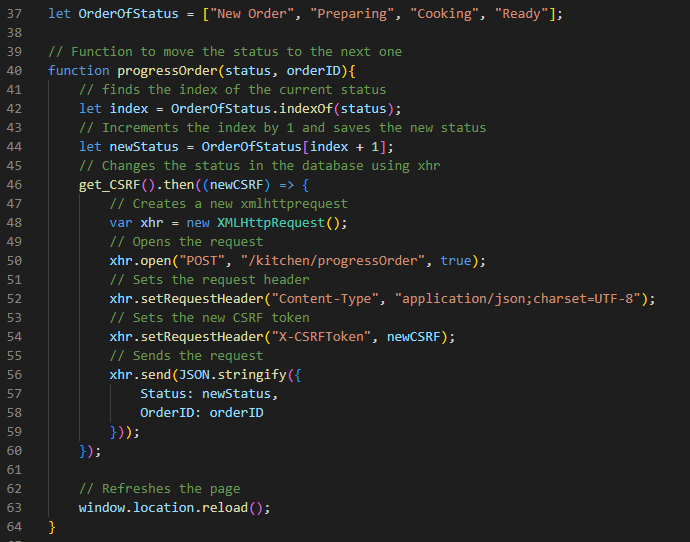 37 let OrderOfStatus = ["New Order", "Preparing", "Cooking", "Ready"];
38
39 // Function to move the status to the next one
40 function progressOrder(status, orderID){
41     // finds the index of the current status
42     let index = OrderOfStatus.indexOf(status);
43     // Increments the index by 1 and saves the new status
44     let newStatus = OrderOfStatus[index + 1];
45     // Changes the status in the database using xhr
46     get_CSRF().then((newCSRF) => {
47         // Creates a new xmlhttprequest
48         var xhr = new XMLHttpRequest();
49         // Opens the request
50         xhr.open("POST", "/kitchen/progressOrder", true);
51         // Sets the request header
52         xhr.setRequestHeader("Content-Type", "application/json;charset=UTF-8");
53         // Sets the new CSRF token
54         xhr.setRequestHeader("X-CSRFToken", newCSRF);
55         // Sends the request
56         xhr.send(JSON.stringify({
57             Status: newStatus,
58             OrderID: orderID
59         }));
60     });
61
62     // Refreshes the page
63     window.location.reload();
64 }